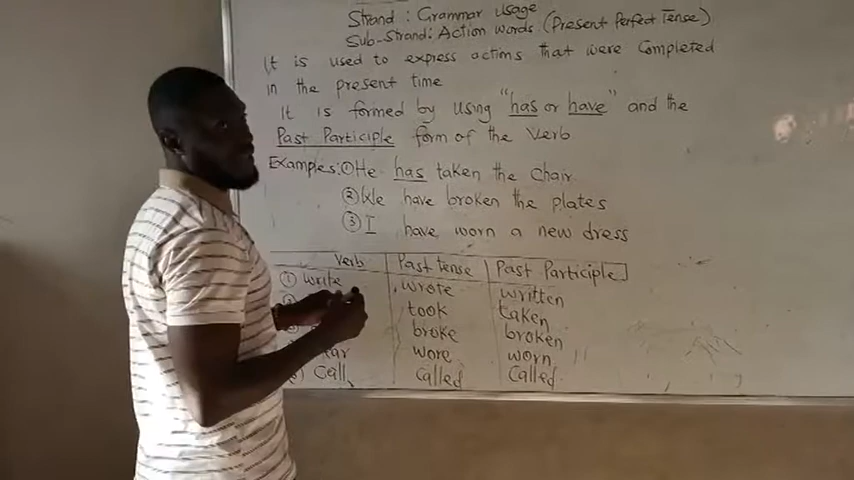 Strand : Grammar Usage
Sub-Strand: Action words (Present Perfect Tense)
It is used to express actions that were Completed
in the present time
It is formed by using "has or have" and the
Past Participle form of the Verb
Examples: ① He has taken the Chair
② We have broken the plates
③ I have worn a new dress
Verb Past Tense Past Participle
① write wrote written
took taken
broke broken
wore worn
Call Called Called